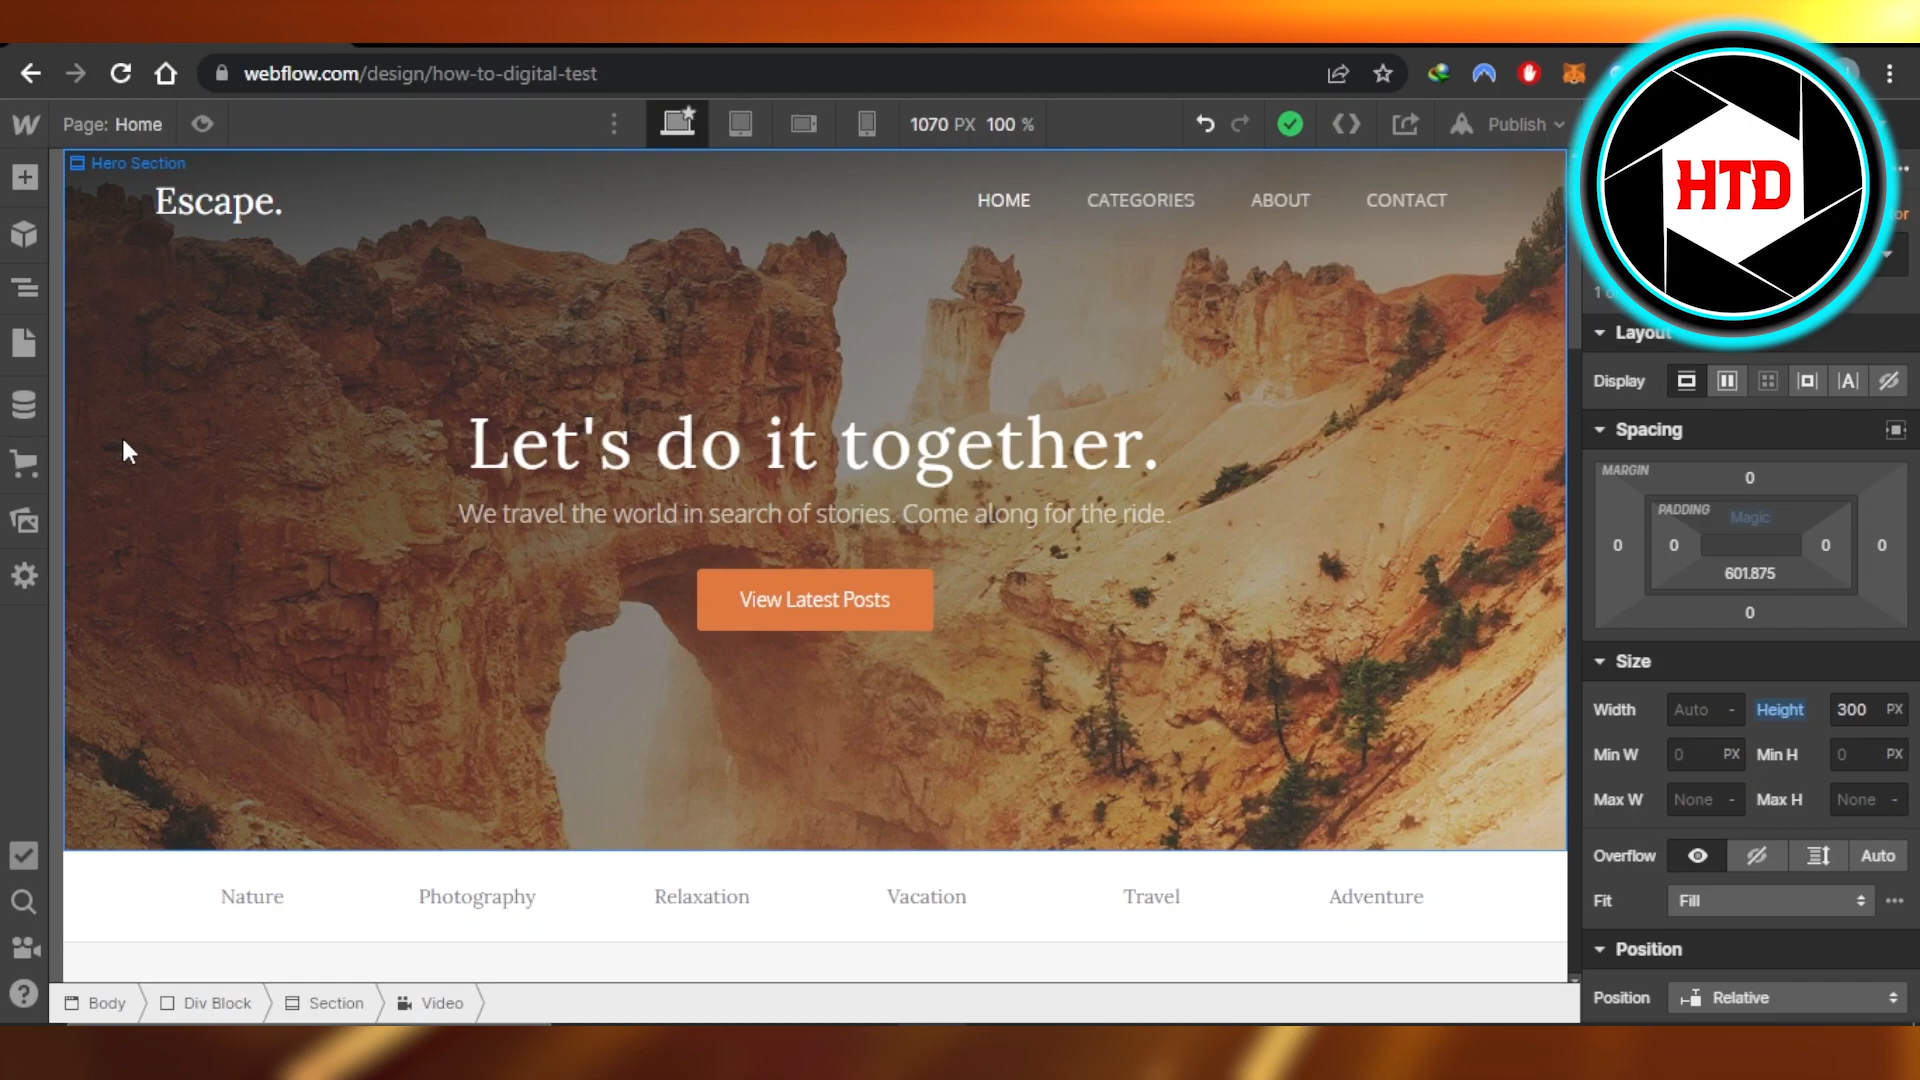 webflow.com/design/how-to-digital-test
Page: Home
1070 PX 100 %
Publish
Hero Section
Escape.
HOME
CATEGORIES
ABOUT
CONTACT
Let's do it together.
We travel the world in search of stories. Come along for the ride.
View Latest Posts
Nature
Photography
Relaxation
Vacation
Travel
Adventure
Body
Div Block
Section
Video
HTD
Layout
Display
Spacing
MARGIN
0
PADDING
Magic
0
0
0
0
601.875
0
Size
Width Auto - Height 300 PX
Min W 0 PX Min H 0 PX
Max W None - Max H None -
Overflow Auto
Fit Fill
Position
Position Relative